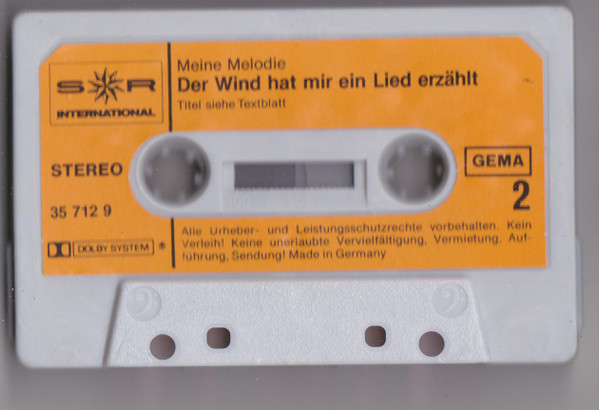 Meine Melodie
Der Wind hat mir ein Lied erzählt
Titel siehe Textblatt
S R
INTERNATIONAL
STEREO
GEMA
2
35 712 9
DOLBY SYSTEM ®
Alle Urheber- und Leistungsschutzrechte vorbehalten. Kein
Verleih! Keine unerlaubte Vervielfältigung, Vermietung, Auf-
führung, Sendung! Made in Germany